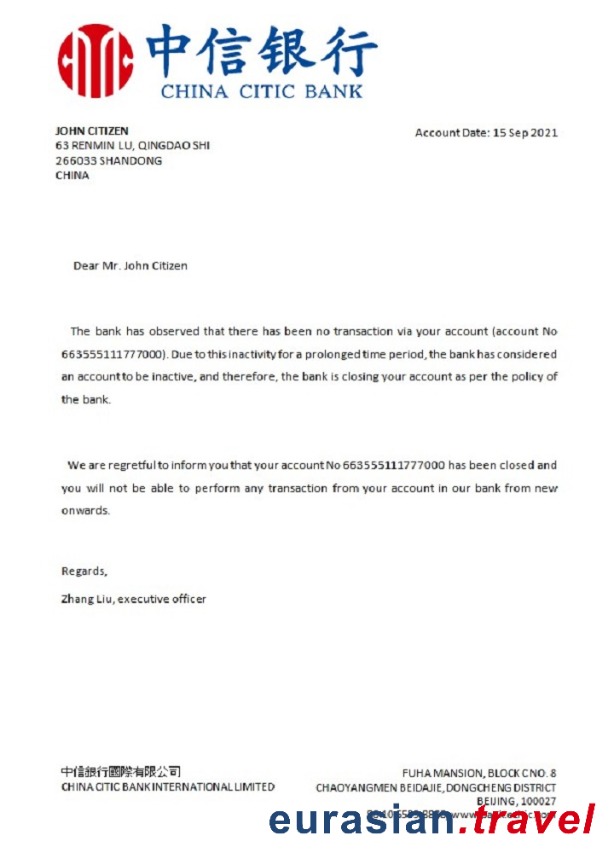 中信银行
CHINA CITIC BANK
JOHN CITIZEN
63 RENMIN LU, QINGDAO SHI
266033 SHANDONG
CHINA
Account Date: 15 Sep 2021
Dear Mr. John Citizen
The bank has observed that there has been no transaction via your account (account No
663555111777000). Due to this inactivity for a prolonged time period, the bank has considered
an account to be inactive, and therefore, the bank is closing your account as per the policy of
the bank.
We are regretful to inform you that your account No 663555111777000 has been closed and
you will not be able to perform any transaction from your account in our bank from new
onwards.
Regards,
Zhang Liu, executive officer
中信銀行國際有限公司
CHINA CITIC BANK INTERNATIONAL LIMITED
FUHA MANSION, BLOCK C NO. 8
CHAOYANGMEN BEIDAJIE, DONGCHENG DISTRICT
BEIJING, 100027
eurasian.travel